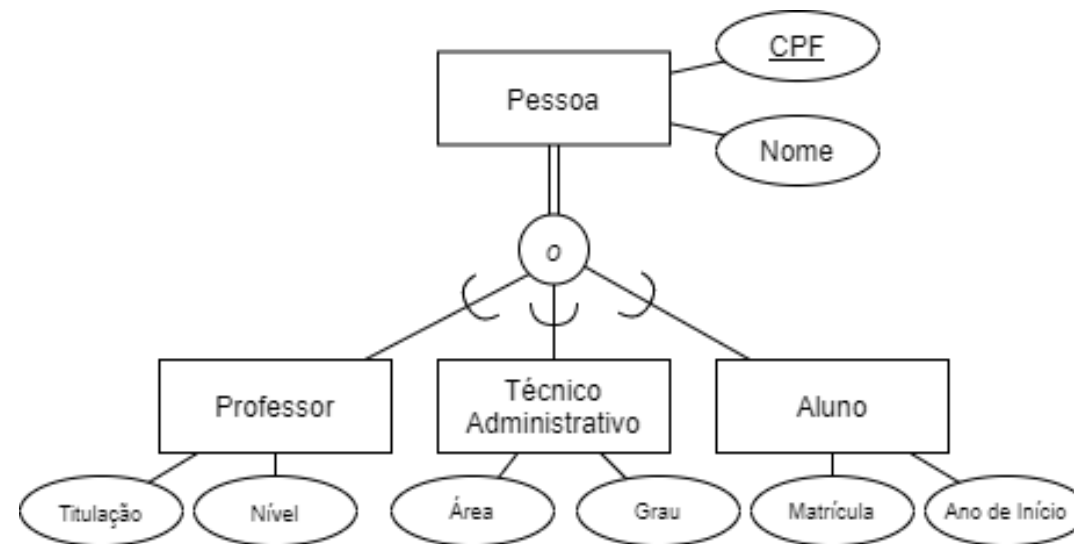 CPF
Pessoa
Nome
o
Professor
Técnico
Administrativo
Aluno
Titulação
Nível
Área
Grau
Matrícula
Ano de Início